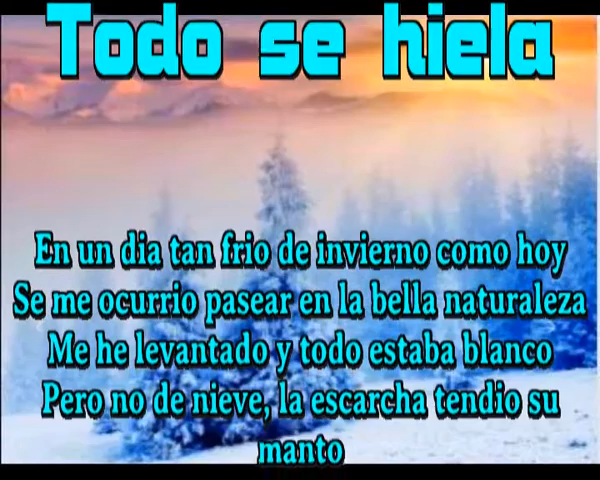 Todo se hiela
En un dia tan frio de invierno como hoy
Se me ocurrio pasear en la bella naturaleza
Me he levantado y todo estaba blanco
Pero no de nieve, la escarcha tendio su
manto